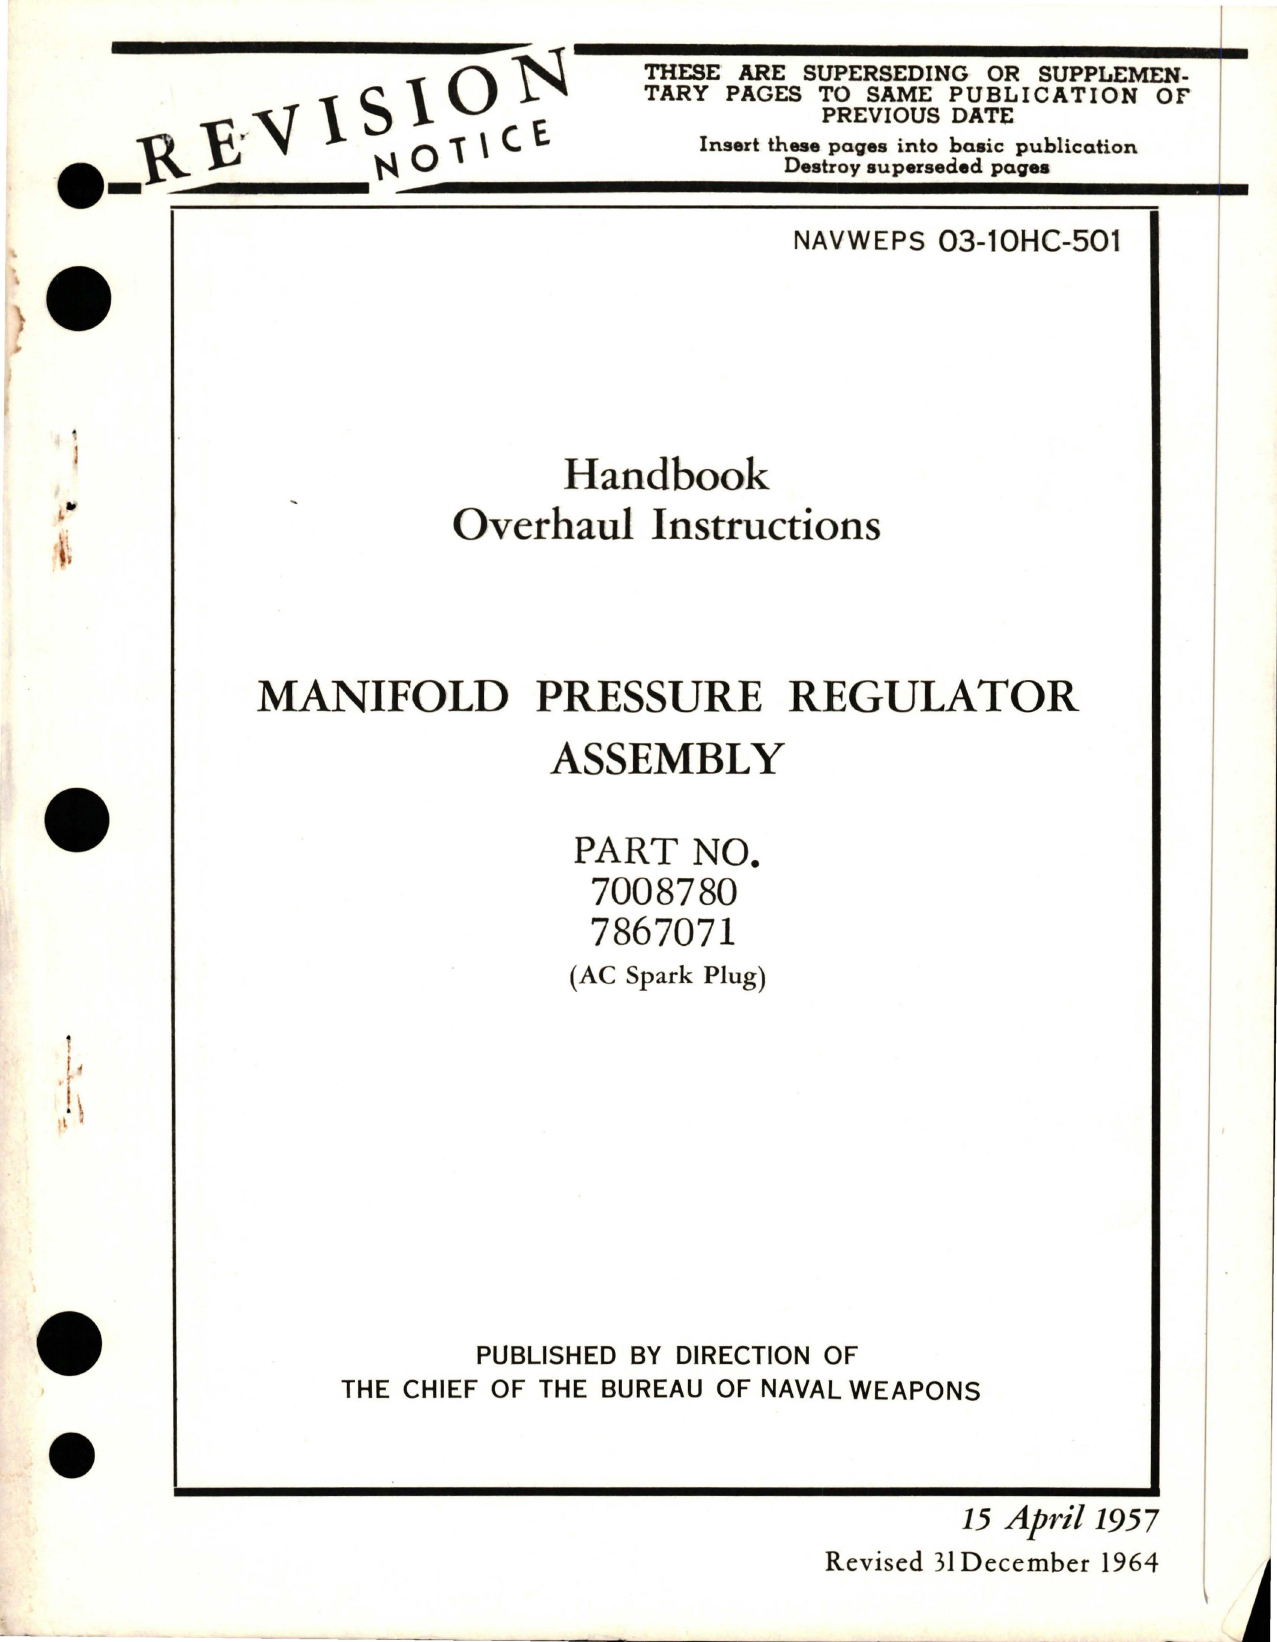 REVISION
NOTICE
THESE ARE SUPERSEDING OR SUPPLEMEN-
TARY PAGES TO SAME PUBLICATION OF
PREVIOUS DATE
Insert these pages into basic publication
Destroy superseded pages
NAVWEPS 03-10HC-501
Handbook
Overhaul Instructions
MANIFOLD PRESSURE REGULATOR
ASSEMBLY
PART NO.
7008780
7867071
(AC Spark Plug)
PUBLISHED BY DIRECTION OF
THE CHIEF OF THE BUREAU OF NAVAL WEAPONS
15 April 1957
Revised 31 December 1964